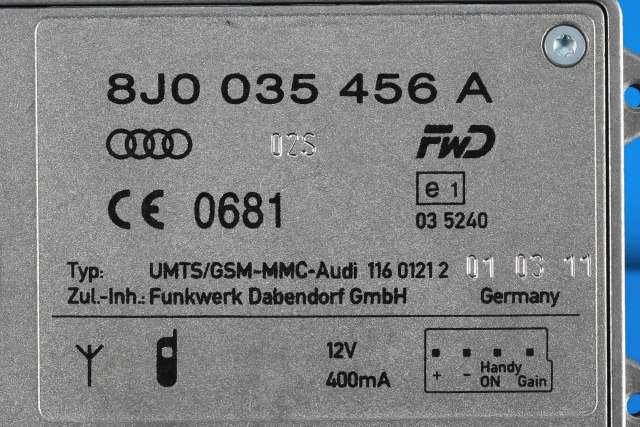 8J0 035 456 A
02S FWD
CE 0681 e 1
03 5240
Typ: UMTS/GSM-MMC-Audi 116 0121 2 01 03 11
Zul.-Inh.: Funkwerk Dabendorf GmbH Germany
12V
400mA
+ - Handy ON Gain